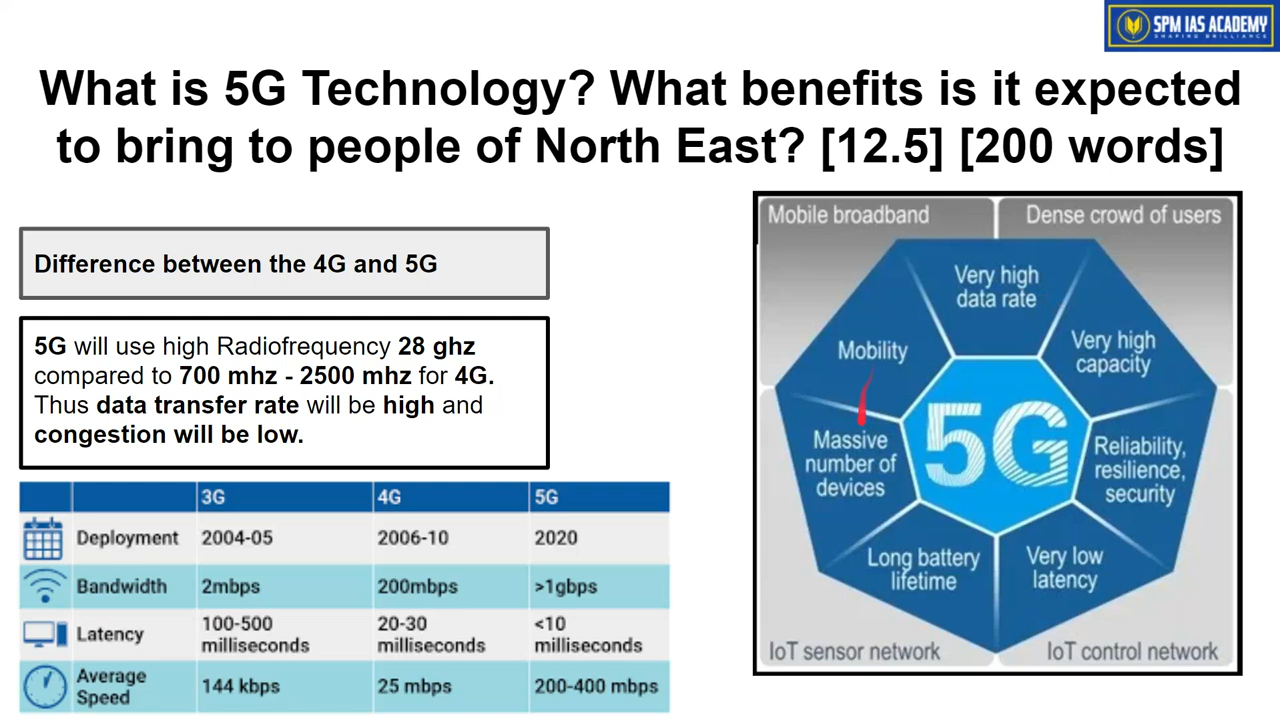 SPM IAS ACADEMY
SHAPING BRILLIANCE
What is 5G Technology? What benefits is it expected
to bring to people of North East? [12.5] [200 words]
Difference between the 4G and 5G
5G will use high Radiofrequency 28 ghz
compared to 700 mhz - 2500 mhz for 4G.
Thus data transfer rate will be high and
congestion will be low.
3G 4G 5G
Deployment 2004-05 2006-10 2020
Bandwidth 2mbps 200mbps >1gbps
Latency 100-500 milliseconds 20-30 milliseconds <10 milliseconds
Average Speed 144 kbps 25 mbps 200-400 mbps
Mobile broadband
Dense crowd of users
Very high
data rate
Mobility
Very high
capacity
5G
Massive
number of
devices
Reliability,
resilience,
security
Long battery
lifetime
Very low
latency
IoT sensor network
IoT control network